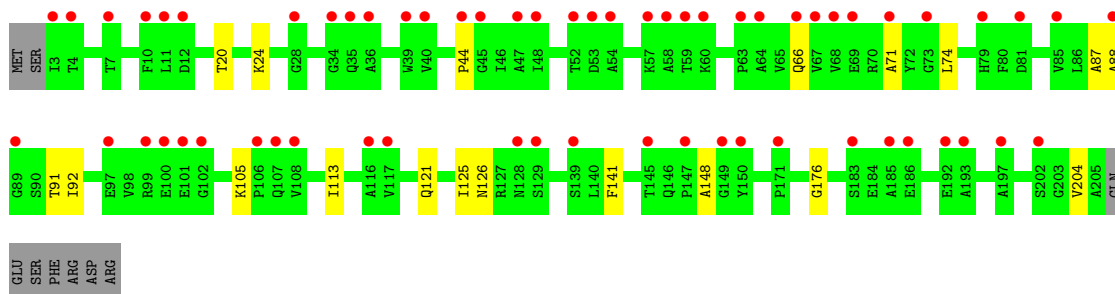 MET SER I3 T4 T7 F10 L11 D12 T20 K24 G28 G34 Q35 A36 W39 V40 P44 G45 I46 A47 I48 T52 D53 A54 K57 A58 T59 K60 P63 A64 V65 Q66 V67 V68 E69 R70 A71 Y72 G73 L74 H79 F80 D81 V85 L86 A87 A88
G89 S90 T91 I92 E97 V98 R99 E100 E101 G102 K105 P106 Q107 V108 I113 A116 V117 Q121 I125 N126 R127 N128 S129 S139 L140 F141 T145 Q146 P147 A148 G149 Y150 P171 G176 S183 E184 A185 E186 E192 A193 A197 S202 G203 V204 A205 GLN
GLU SER PHE ARG ASP ARG